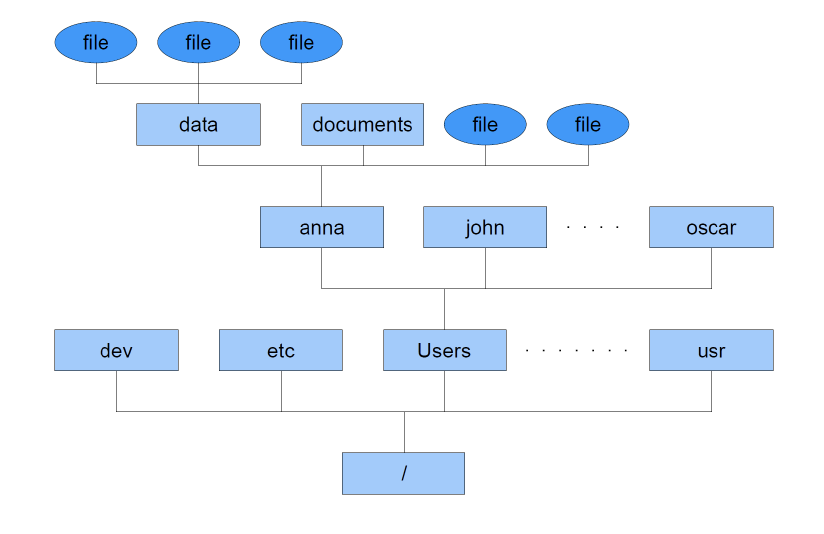 file file file
data documents file file
anna john . . . . oscar
dev etc Users . . . . . . . usr
/